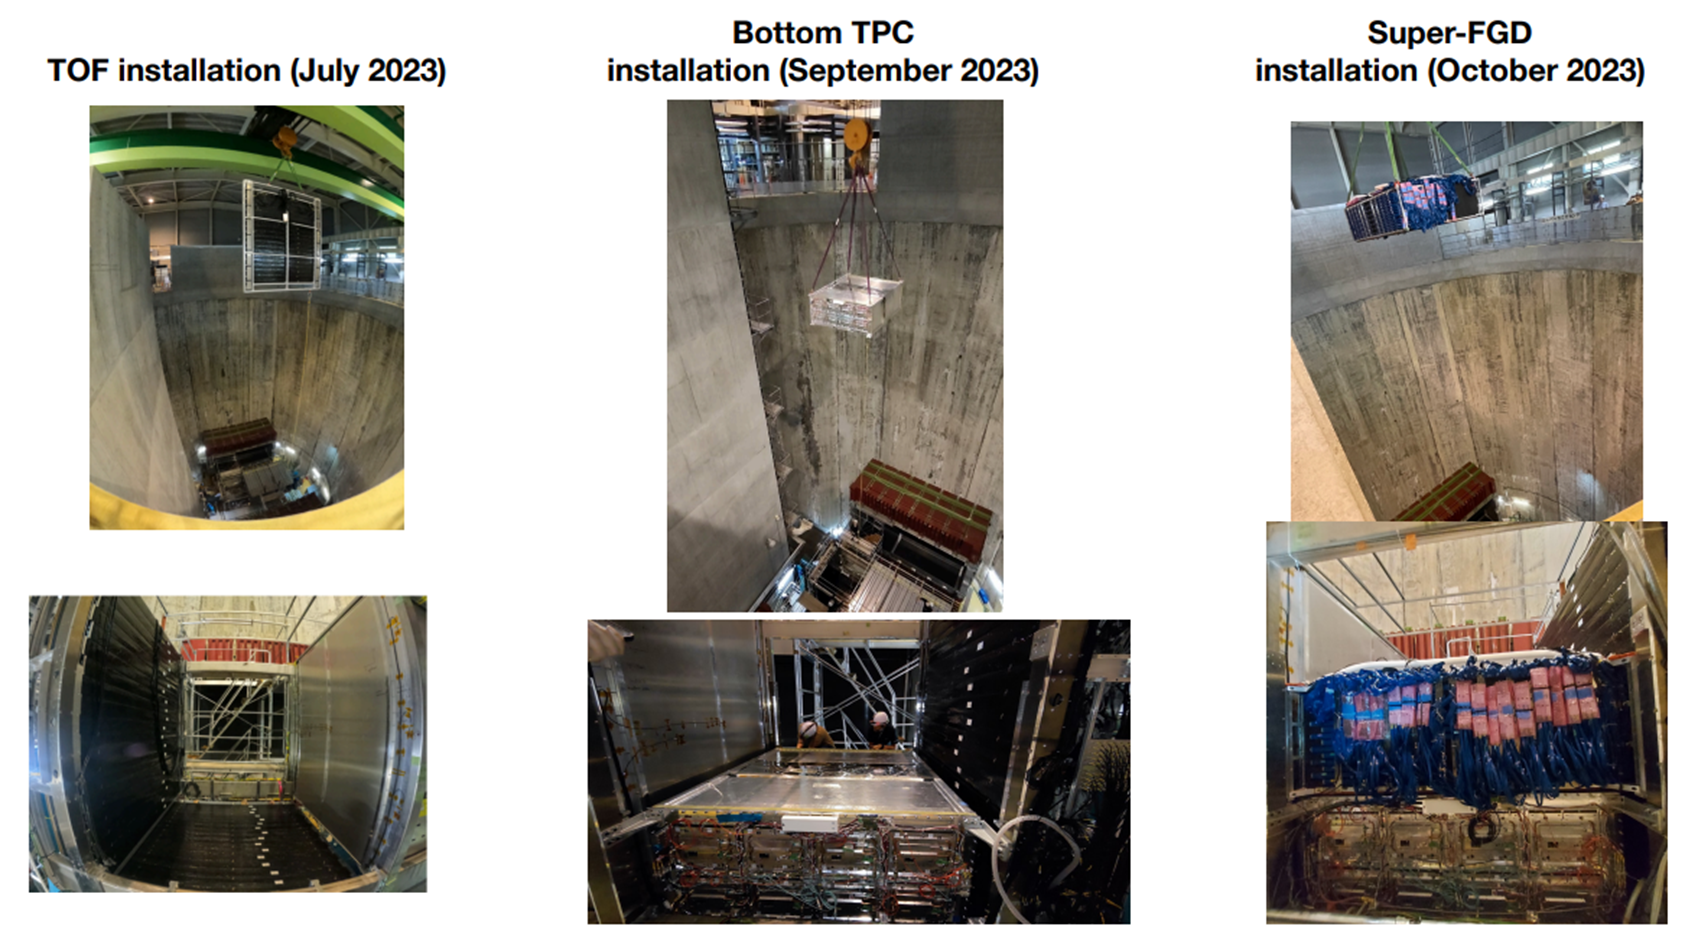 TOF installation (July 2023)
Bottom TPC
installation (September 2023)
Super-FGD
installation (October 2023)